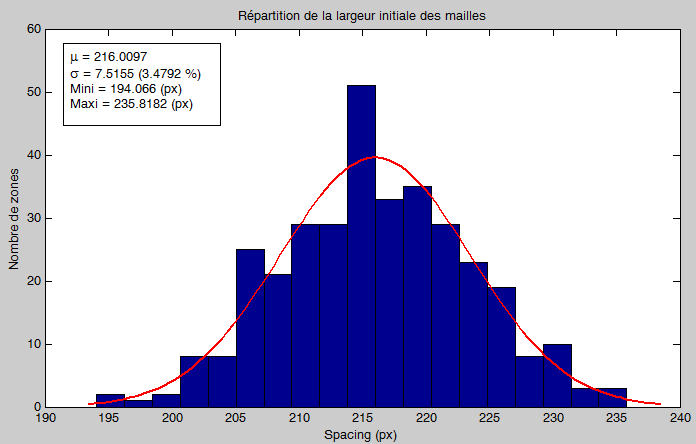 Répartition de la largeur initiale des mailles
μ = 216.0097
σ = 7.5155 (3.4792 %)
Mini = 194.066 (px)
Maxi = 235.8182 (px)
Nombre de zones
60
50
40
30
20
10
0
190 195 200 205 210 215 220 225 230 235 240
Spacing (px)